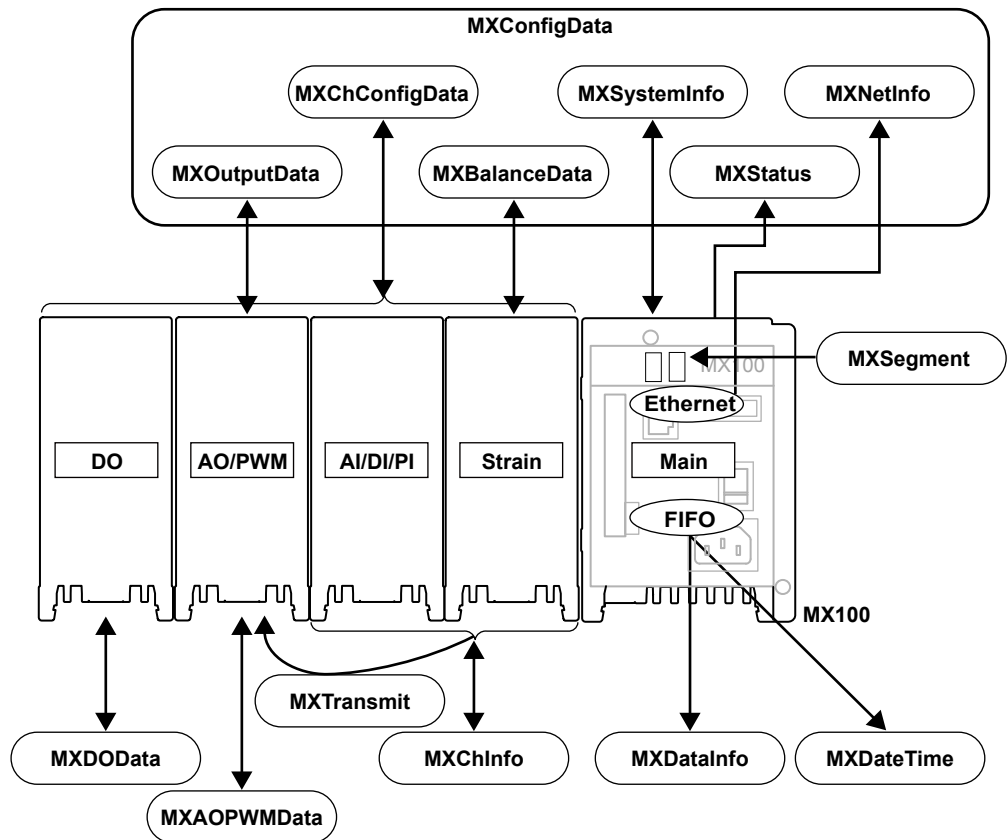 MXConfigData
MXChConfigData
MXSystemInfo
MXNetInfo
MXOutputData
MXBalanceData
MXStatus
MX100
MXSegment
Ethernet
DO
AO/PWM
AI/DI/PI
Strain
Main
FIFO
MX100
MXTransmit
MXDOData
MXChInfo
MXDataInfo
MXDateTime
MXAOPWMData